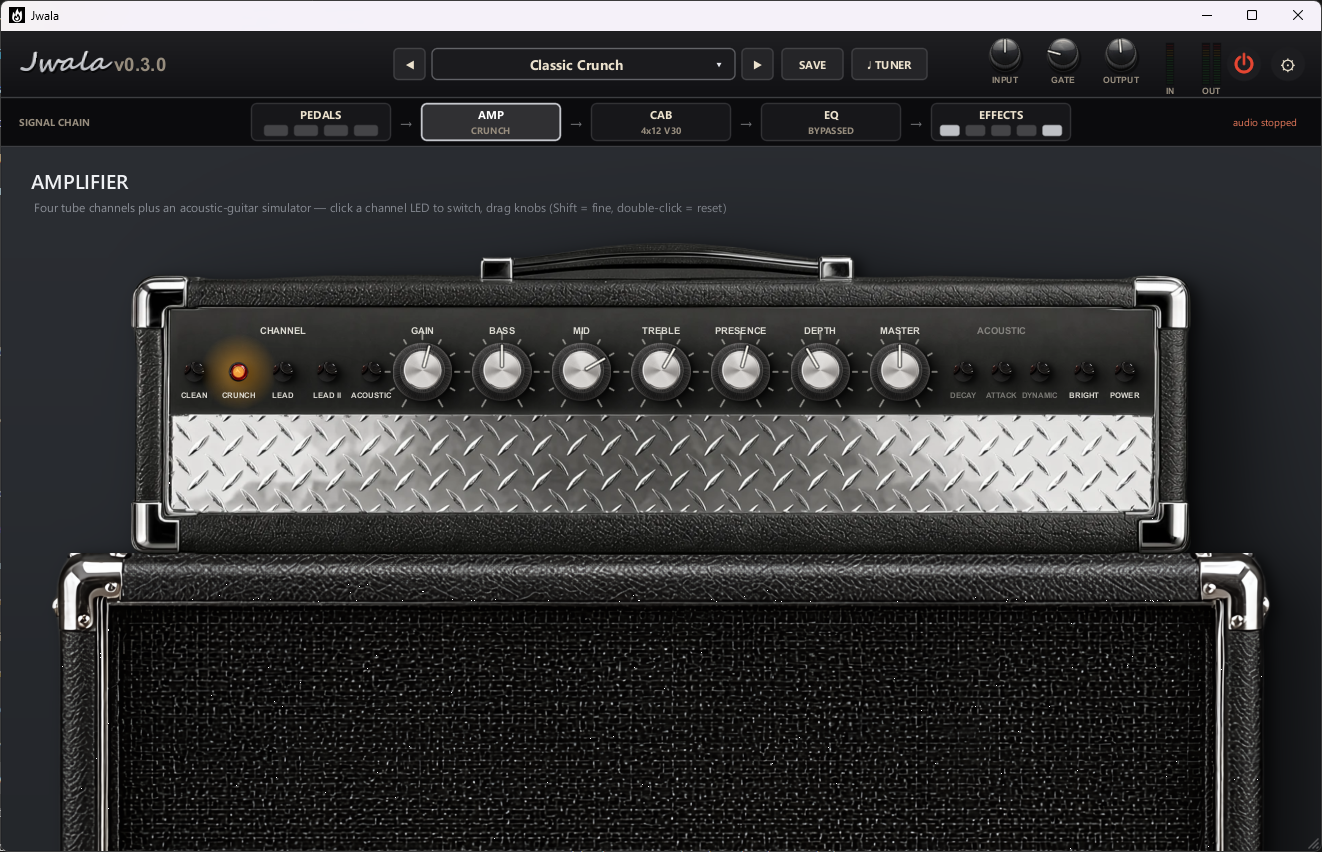 Jwala
Jwala v0.3.0
Classic Crunch
SAVE
♩ TUNER
INPUT
GATE
OUTPUT
IN
OUT
SIGNAL CHAIN
PEDALS
AMP
CRUNCH
CAB
4x12 V30
EQ
BYPASSED
EFFECTS
audio stopped
AMPLIFIER
Four tube channels plus an acoustic-guitar simulator — click a channel LED to switch, drag knobs (Shift = fine, double-click = reset)
CHANNEL
GAIN
BASS
MID
TREBLE
PRESENCE
DEPTH
MASTER
ACOUSTIC
CLEAN
CRUNCH
LEAD
LEAD II
ACOUSTIC
DECAY
ATTACK
DYNAMIC
BRIGHT
POWER